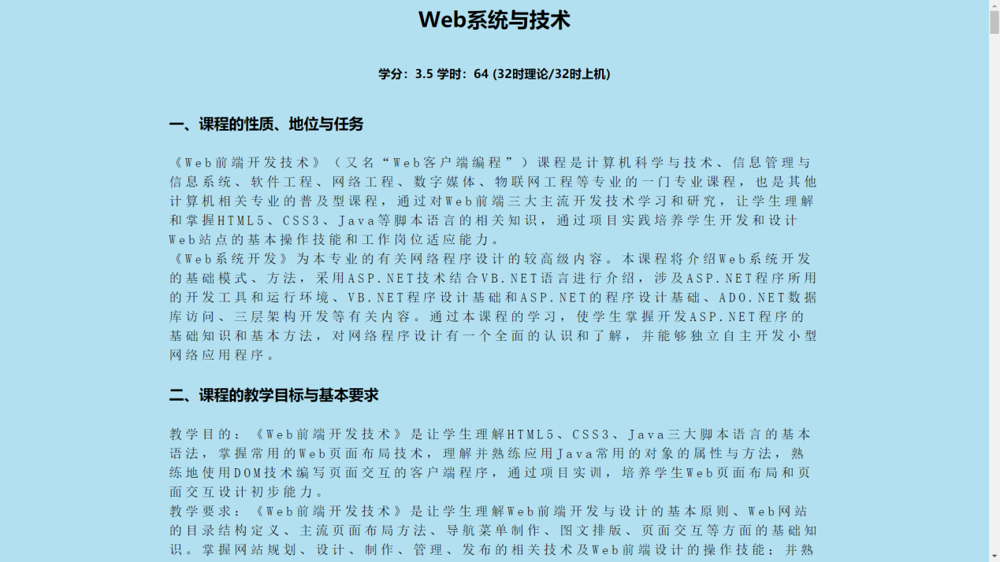 Web系统与技术
学分：3.5 学时：64 (32时理论/32时上机)
一、课程的性质、地位与任务
《Web前端开发技术》（又名“Web客户端编程”）课程是计算机科学与技术、信息管理与
信息系统、软件工程、网络工程、数字媒体、物联网工程等专业的一门专业课程，也是其他
计算机相关专业的普及型课程，通过对Web前端三大主流开发技术学习和研究，让学生理解
和掌握HTML5、CSS3、Java等脚本语言的相关知识，通过项目实践培养学生开发和设计
Web站点的基本操作技能和工作岗位适应能力。
《Web系统开发》为本专业的有关网络程序设计的较高级内容。本课程将介绍Web系统开发
的基础模式、方法，采用ASP.NET技术结合VB.NET语言进行介绍，涉及ASP.NET程序所用
的开发工具和运行环境、VB.NET程序设计基础和ASP.NET的程序设计基础、ADO.NET数据
库访问、三层架构开发等有关内容。通过本课程的学习，使学生掌握开发ASP.NET程序的
基础知识和基本方法，对网络程序设计有一个全面的认识和了解，并能够独立自主开发小型
网络应用程序。
二、课程的教学目标与基本要求
教学目的：《Web前端开发技术》是让学生理解HTML5、CSS3、Java三大脚本语言的基本
语法，掌握常用的Web页面布局技术，理解并熟练应用Java常用的对象的属性与方法，熟
练地使用DOM技术编写页面交互的客户端程序，通过项目实训，培养学生Web页面布局和页
面交互设计初步能力。
教学要求：《Web前端开发技术》是让学生理解Web前端开发与设计的基本原则、Web网站
的目录结构定义、主流页面布局方法、导航菜单制作、图文排版、页面交互等方面的基础知
识。掌握网站规划、设计、制作、管理、发布的相关技术及Web前端设计的操作技能；并熟